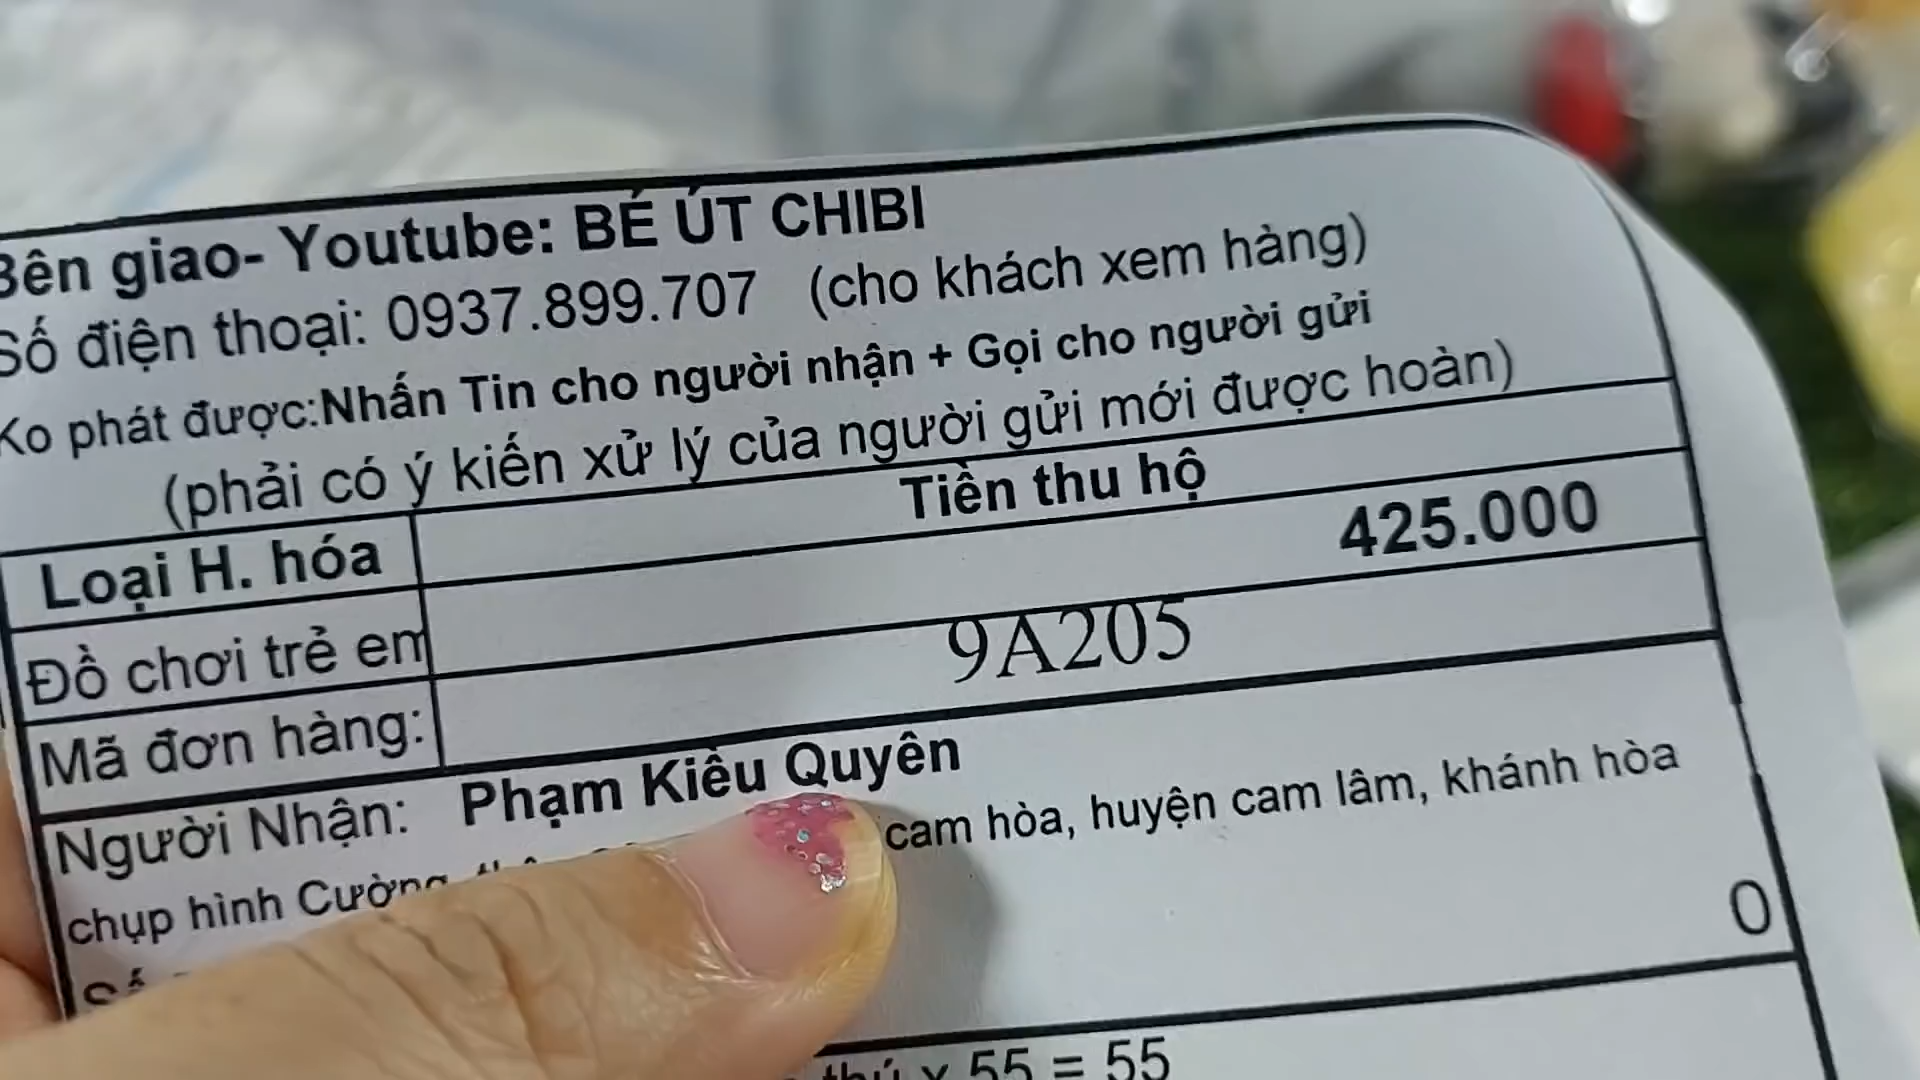 Bên giao- Youtube: BÉ ÚT CHIBI
Số điện thoại: 0937.899.707 (cho khách xem hàng)
Ko phát được:Nhấn Tin cho người nhận + Gọi cho người gửi
(phải có ý kiến xử lý của người gửi mới được hoàn)
Loại H. hóa Tiền thu hộ
Đồ chơi trẻ em 425.000
Mã đơn hàng: 9A205
Người Nhận: Phạm Kiều Quyên
chụp hình Cường cam hòa, huyện cam lâm, khánh hòa
0
thú x 55 = 55